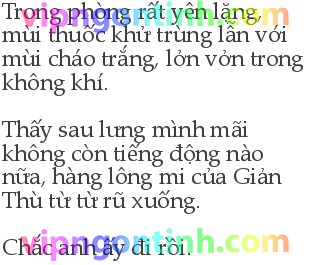 Trong phòng rất yên lặng,
mùi thuốc khử trùng lẫn với
mùi cháo trắng, lởn vởn trong
không khí.
Thấy sau lưng mình mãi
không còn tiếng động nào
nữa, hàng lông mi của Giản
Thù từ từ rũ xuống.
Chắc anh ấy đi rồi.
vipngontinh.com
vipngontinh.com
vipngontinh.com